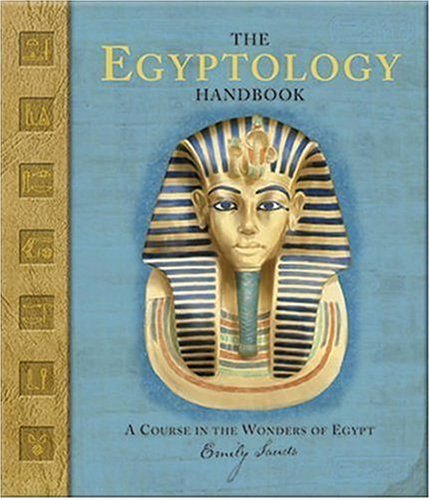 THE
EGYPTOLOGY
HANDBOOK
A COURSE IN THE WONDERS OF EGYPT
Emily Sands